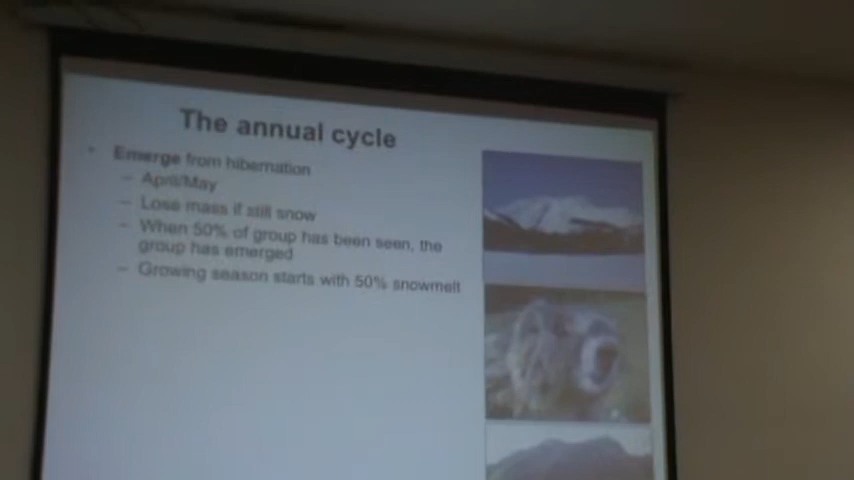 The annual cycle
• Emerge from hibernation
– April/May
– Lose mass if still snow
– When 50% of group has been seen, the
group has emerged
– Growing season starts with 50% snowmelt